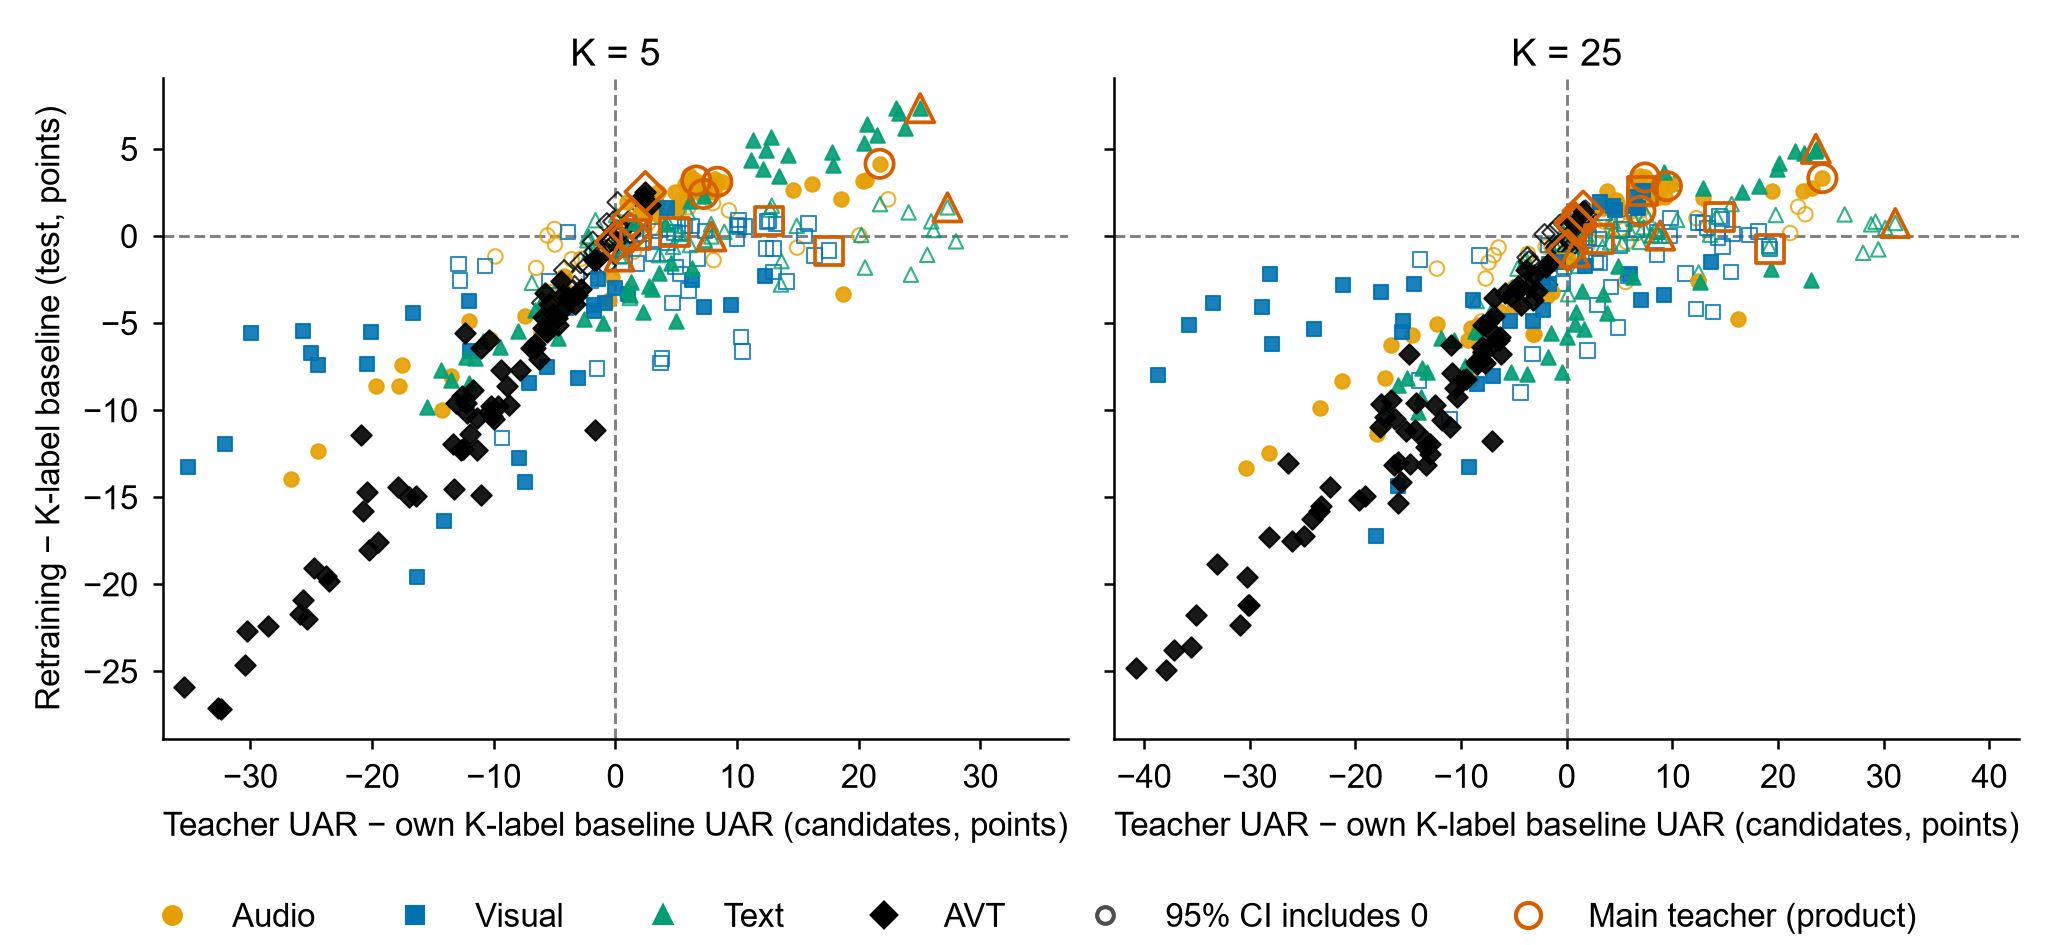 K = 5
K = 25
Retraining − K-label baseline (test, points)
5
0
−5
−10
−15
−20
−25
−30
−20
−10
0
10
20
30
−40
−30
−20
−10
0
10
20
30
40
Teacher UAR − own K-label baseline UAR (candidates, points)
Teacher UAR − own K-label baseline UAR (candidates, points)
Audio
Visual
Text
AVT
95% CI includes 0
Main teacher (product)